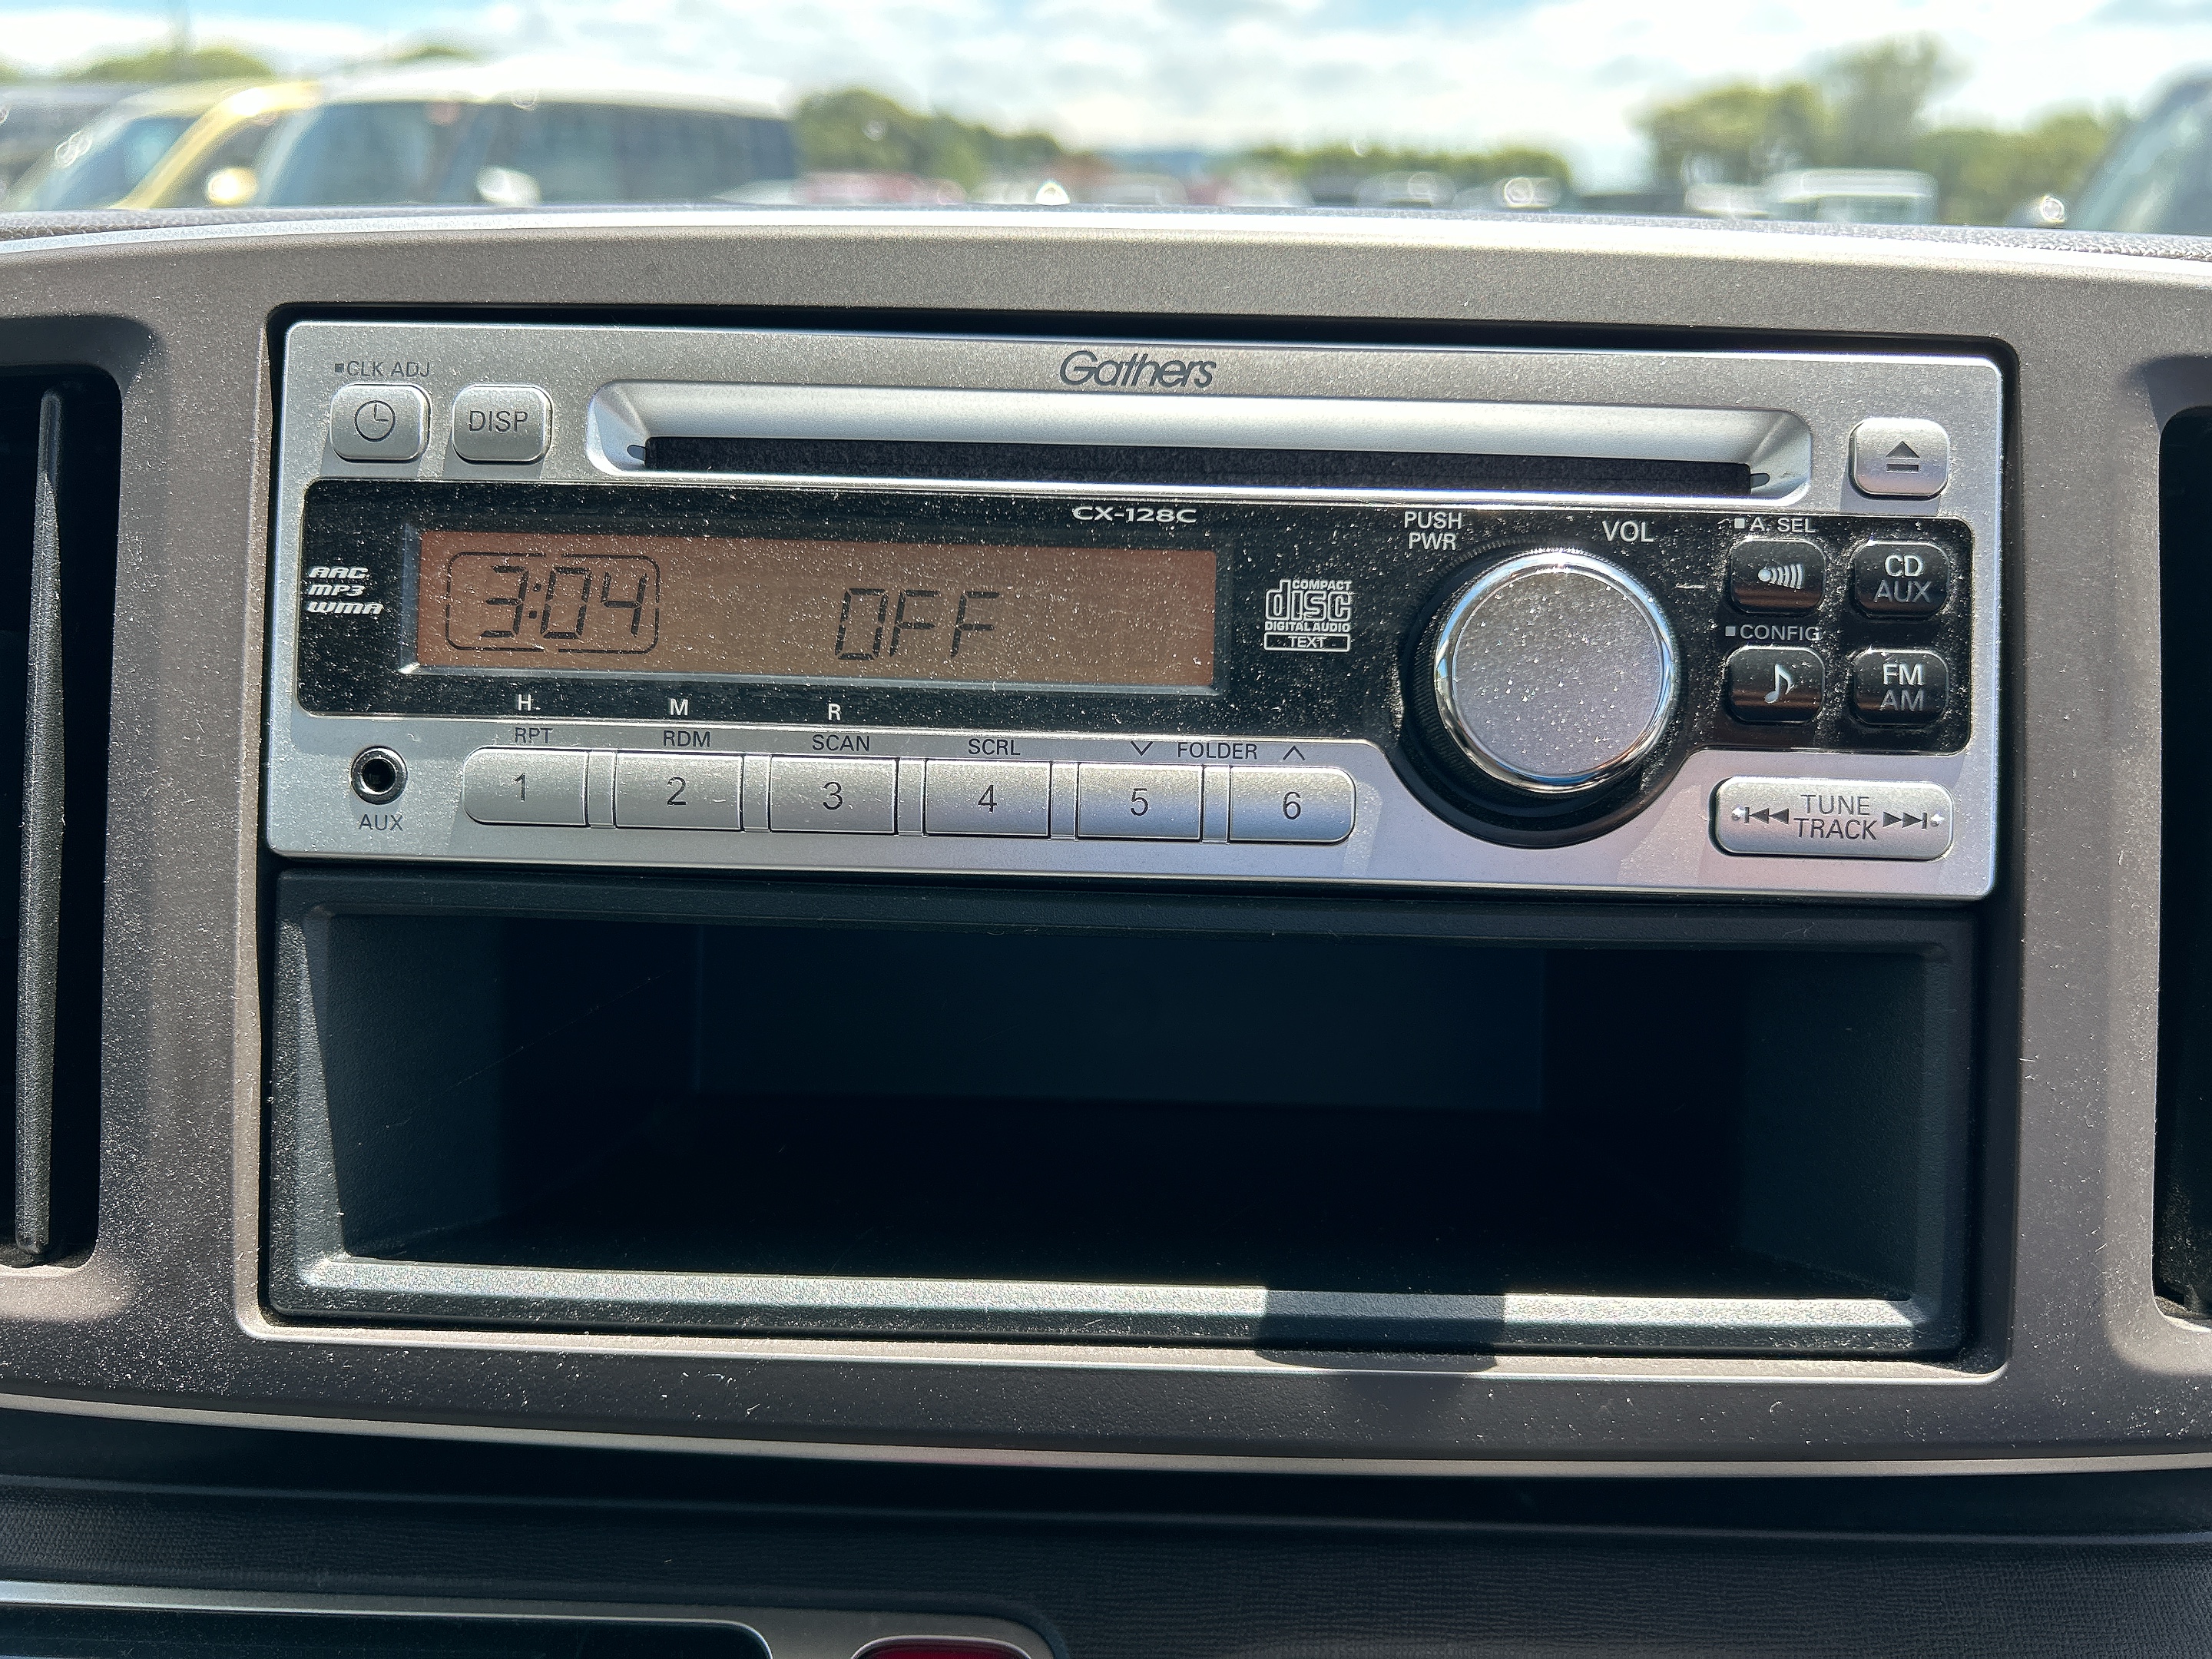 Gathers
■CLK ADJ
DISP
CX-128C
AAC
MP3
WMA
3:04 OFF
COMPACT
disc
DIGITAL AUDIO
TEXT
PUSH
PWR
VOL
■A. SEL
CD
AUX
■CONFIG
FM
AM
H M R
RPT RDM SCAN SCRL FOLDER
1 2 3 4 5 6
AUX
TUNE
TRACK